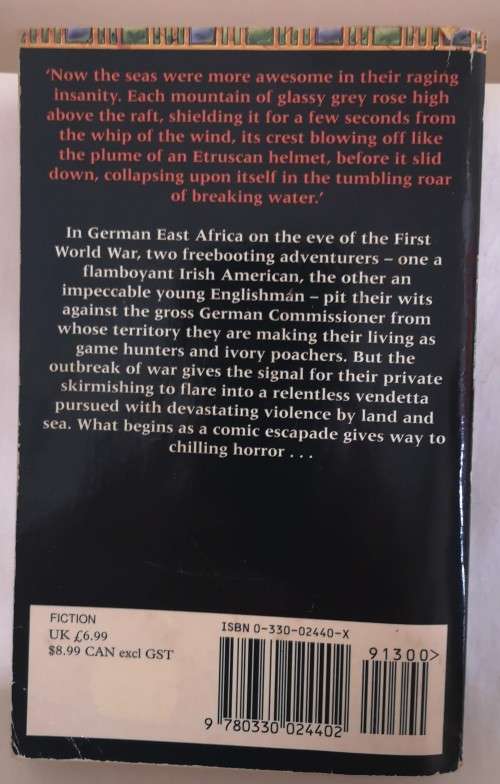 'Now the seas were more awesome in their raging
insanity. Each mountain of glassy grey rose high
above the raft, shielding it for a few seconds from
the whip of the wind, its crest blowing off like
the plume of an Etruscan helmet, before it slid
down, collapsing upon itself in the tumbling roar
of breaking water.'
In German East Africa on the eve of the First
World War, two freebooting adventurers – one a
flamboyant Irish American, the other an
impeccable young Englishman – pit their wits
against the gross German Commissioner from
whose territory they are making their living as
game hunters and ivory poachers. But the
outbreak of war gives the signal for their private
skirmishing to flare into a relentless vendetta
pursued with devastating violence by land and
sea. What begins as a comic escapade gives way to
chilling horror . . .
FICTION
UK £6.99
$8.99 CAN excl GST
ISBN 0-330-02440-X
91300>
9 780330 024402